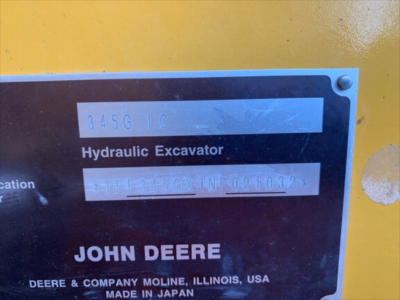 345G LC
Hydraulic Excavator
cation
r
JOHN DEERE
DEERE & COMPANY MOLINE, ILLINOIS, USA
MADE IN JAPAN